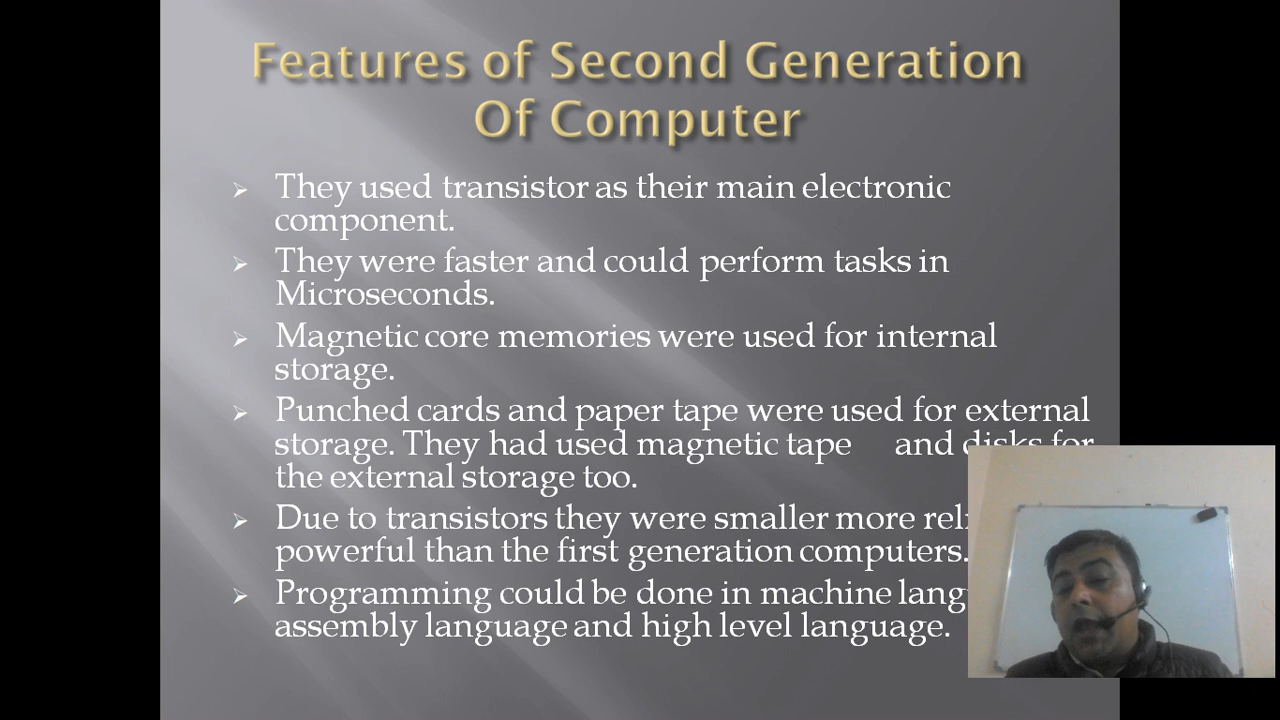 Features of Second Generation
Of Computer
They used transistor as their main electronic
component.
They were faster and could perform tasks in
Microseconds.
Magnetic core memories were used for internal
storage.
Punched cards and paper tape were used for external
storage. They had used magnetic tape and disks for
the external storage too.
Due to transistors they were smaller more
powerful than the first generation computers.
Programming could be done in machine
assembly language and high level language.